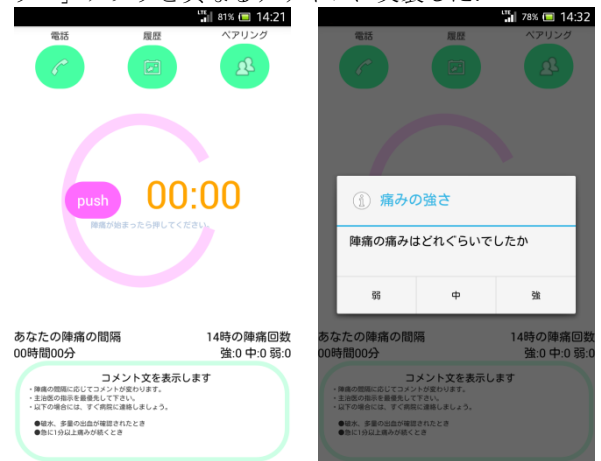 LTE 81% 14:21
電話 履歴 ペアリング
push 00:00
陣痛が始まったら押してください。
あなたの陣痛の間隔 14時の陣痛回数
00時間00分 強:0 中:0 弱:0
コメント文を表示します
・陣痛の間隔に応じてコメントが変わります。
・主治医の指示を最優先して下さい。
・以下の場合には、すぐ病院に連絡しましょう。
●破水、多量の出血が確認されたとき
●急に1分以上痛みが続くとき
LTE 78% 14:32
電話 履歴 ペアリング
痛みの強さ
陣痛の痛みはどれぐらいでしたか
弱 中 強
あなたの陣痛の間隔 14時の陣痛回数
00時間00分 強:0 中:0 弱:0
コメント文を表示します
・陣痛の間隔に応じてコメントが変わります。
・主治医の指示を最優先して下さい。
・以下の場合には、すぐ病院に連絡しましょう。
●破水、多量の出血が確認されたとき
●急に1分以上痛みが続くとき